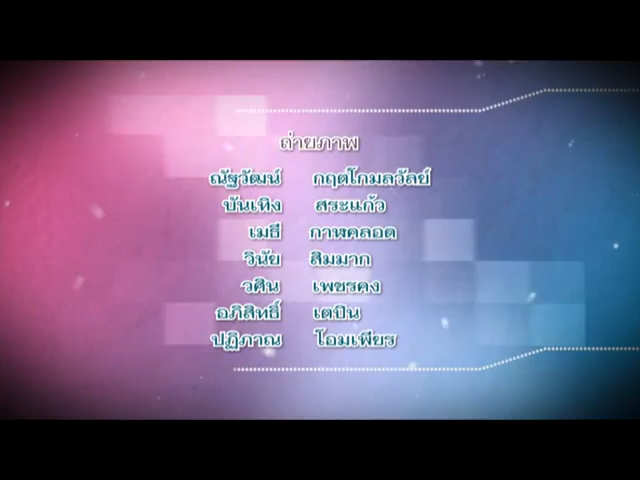 ถ่ายภาพ
ณัฐวัฒน์ กฤตโกมลวัลย์
บันเทิง สระแก้ว
เมธี กาฬคลอด
วินัย สิมมาก
วศิน เพชรคง
อภิสิทธิ์ เตปิน
ปฏิภาณ โอมเพียร